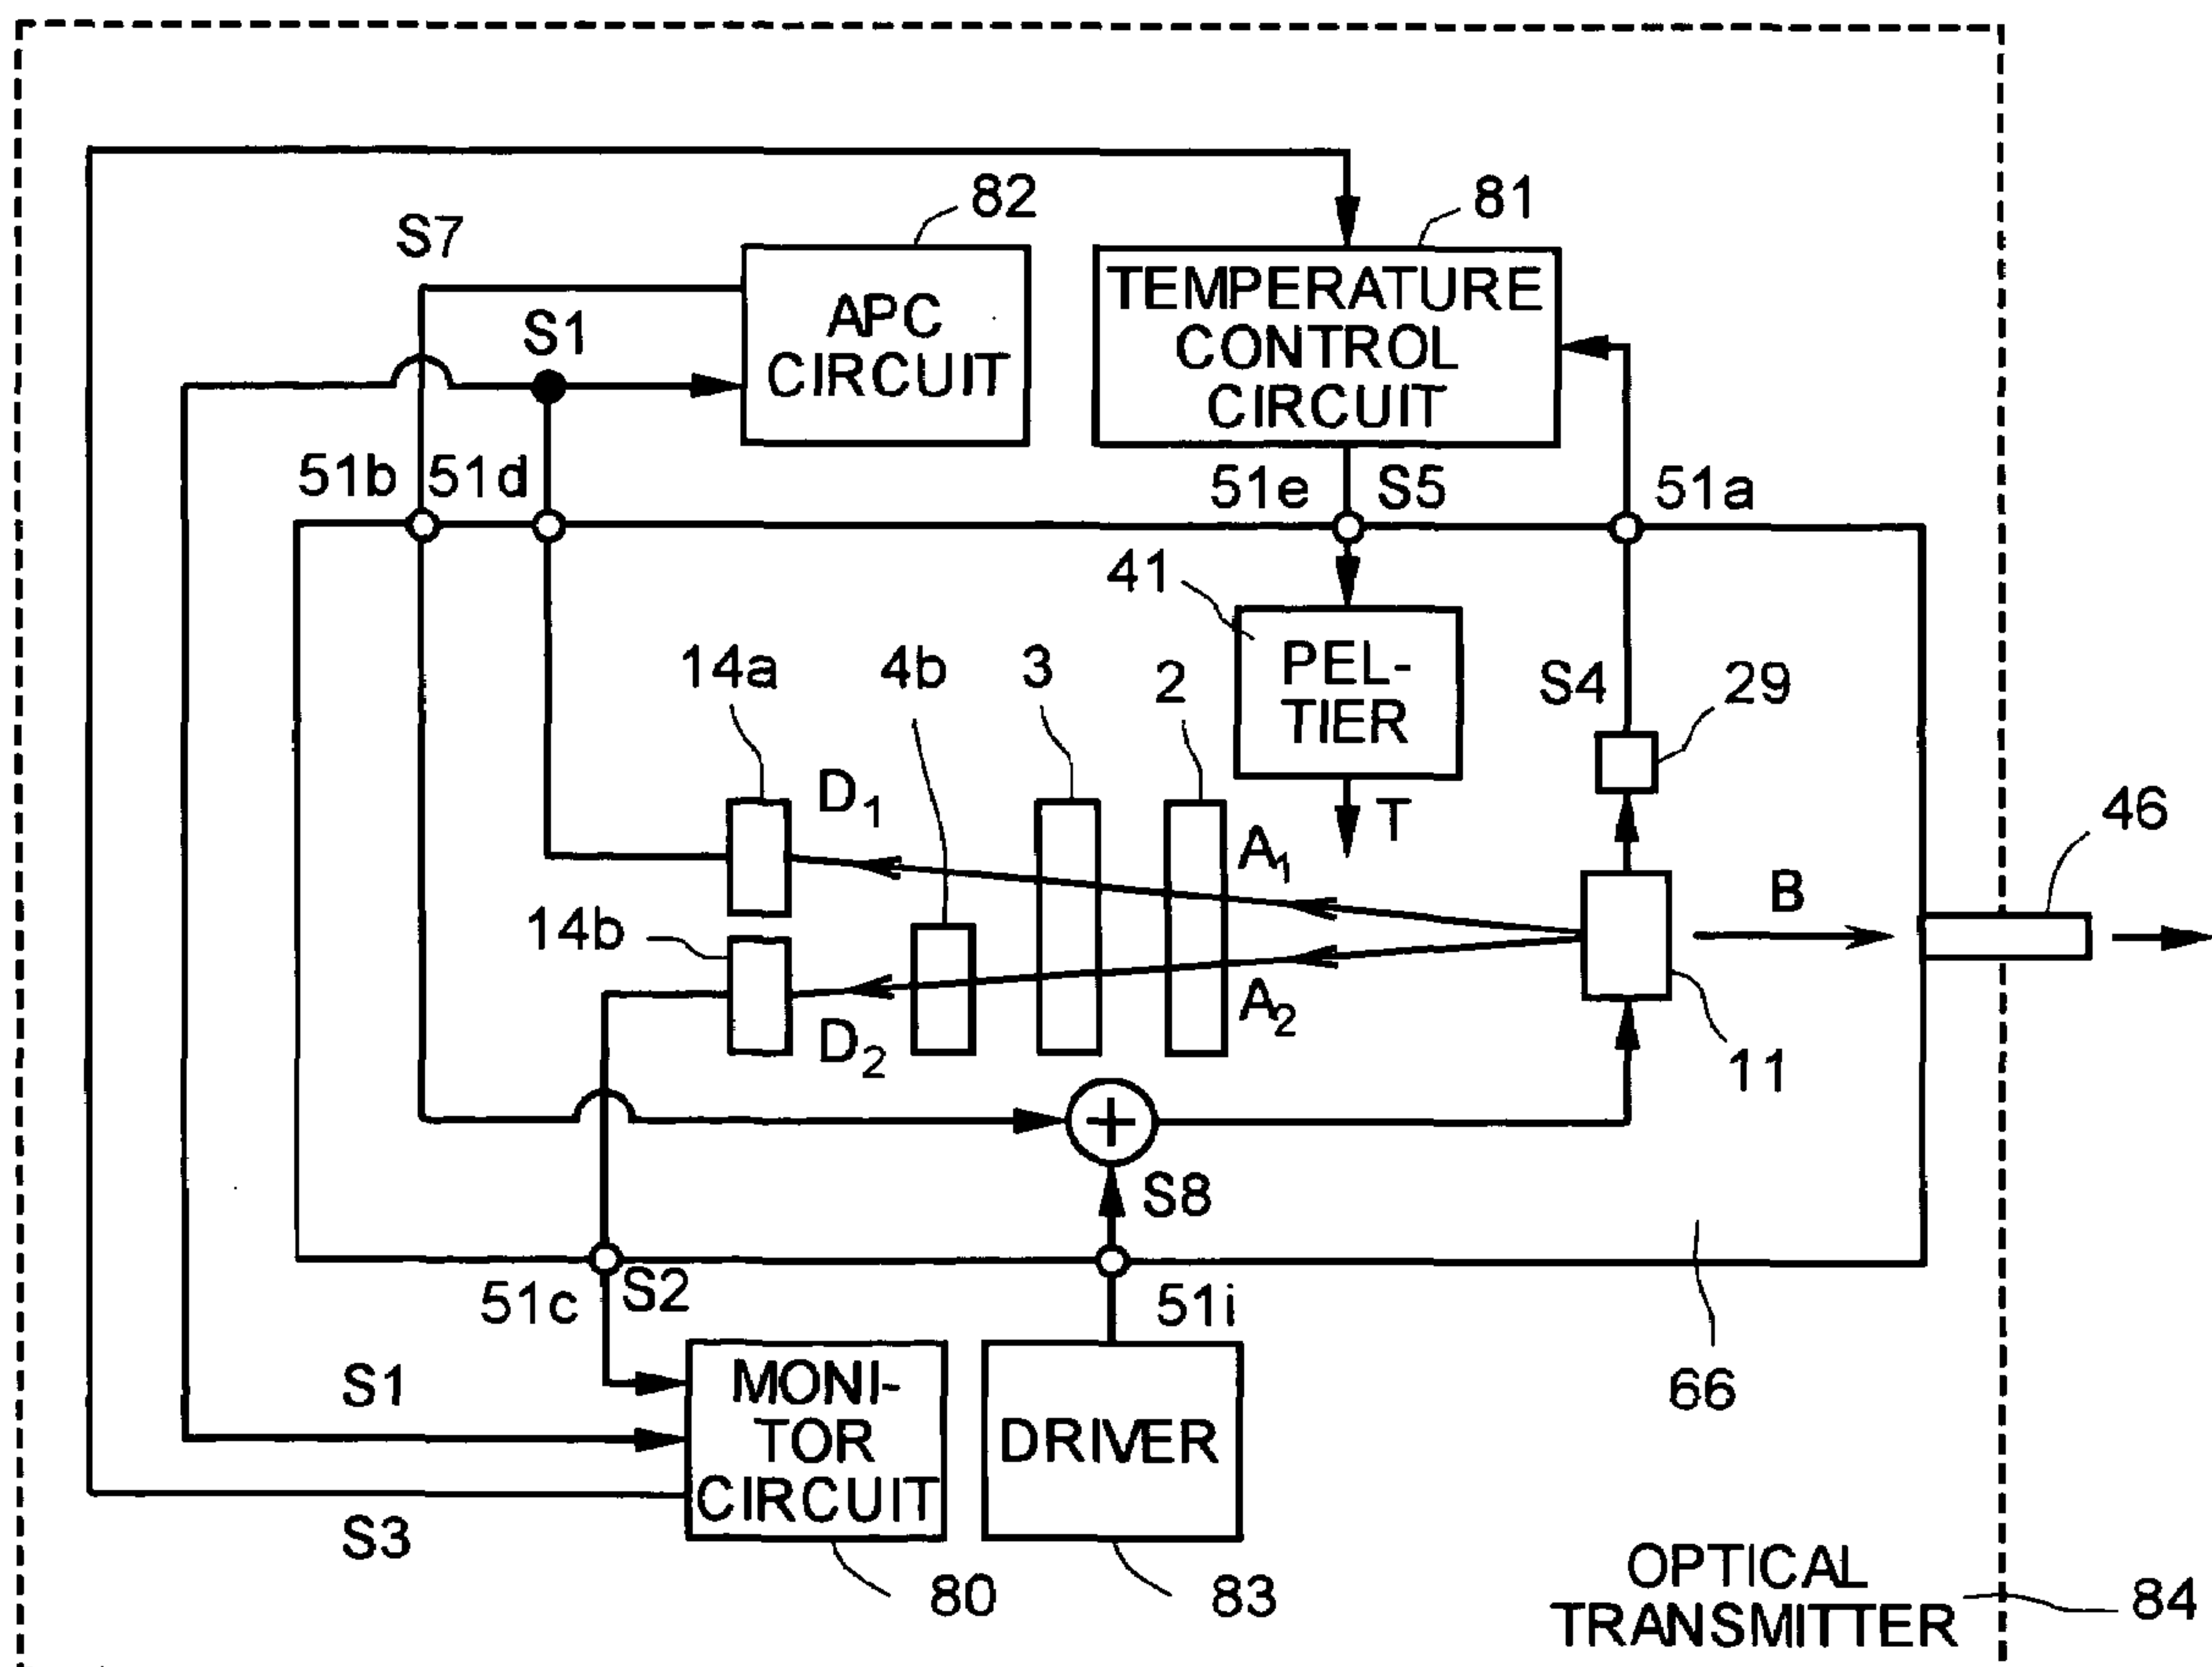 82
81
S7
APC
CIRCUIT
TEMPERATURE
CONTROL
CIRCUIT
S1
51b
51d
51e
S5
51a
41
PEL-
TIER
14a
4b
3
2
S4
29
D1
T
A1
46
B
14b
A2
D2
11
S8
51c
S2
51i
66
S1
MONI-
TOR
CIRCUIT
DRIVER
S3
80
83
OPTICAL
TRANSMITTER
84